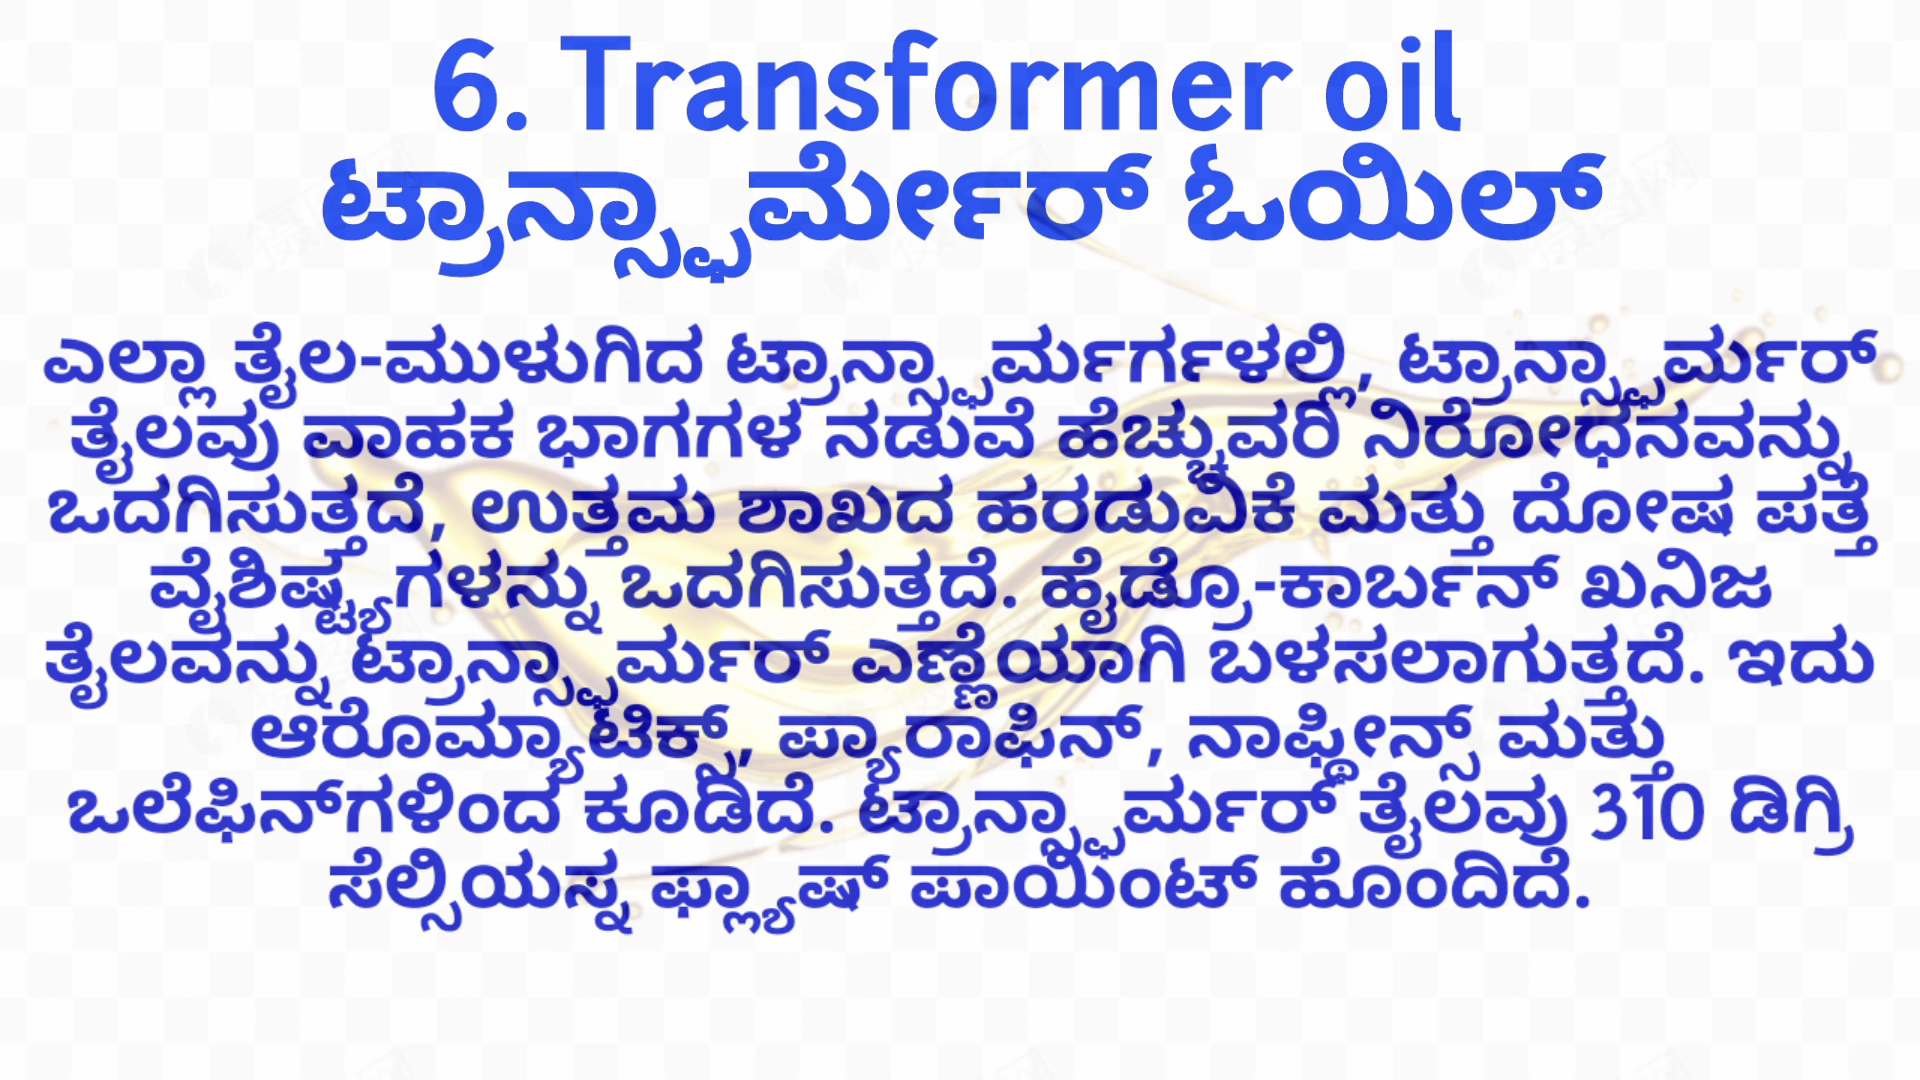 6. Transformer oil
ಟ್ರಾನ್ಸ್ಫಾರ್ಮೇರ್ ಓಯಿಲ್
ಎಲ್ಲಾ ತೈಲ-ಮುಳುಗಿದ ಟ್ರಾನ್ಸ್ಫಾರ್ಮರ್ಗಳಲ್ಲಿ, ಟ್ರಾನ್ಸ್ಫಾರ್ಮರ್
ತೈಲವು ವಾಹಕ ಭಾಗಗಳ ನಡುವೆ ಹೆಚ್ಚುವರಿ ನಿರೋಧನವನ್ನು
ಒದಗಿಸುತ್ತದೆ, ಉತ್ತಮ ಶಾಖದ ಹರಡುವಿಕೆ ಮತ್ತು ದೋಷ ಪತ್ತೆ
ವೈಶಿಷ್ಟ್ಯಗಳನ್ನು ಒದಗಿಸುತ್ತದೆ. ಹೈಡ್ರೊ-ಕಾರ್ಬನ್ ಖನಿಜ
ತೈಲವನ್ನು ಟ್ರಾನ್ಸ್ಫಾರ್ಮರ್ ಎಣ್ಣೆಯಾಗಿ ಬಳಸಲಾಗುತ್ತದೆ. ಇದು
ಆರೊಮ್ಯಾಟಿಕ್ಸ್, ಪ್ಯಾರಾಫಿನ್, ನಾಫ್ಥೀನ್ಸ್ ಮತ್ತು
ಒಲೆಫಿನ್‌ಗಳಿಂದ ಕೂಡಿದೆ. ಟ್ರಾನ್ಸ್ಫಾರ್ಮರ್ ತೈಲವು 310 ಡಿಗ್ರಿ
ಸೆಲ್ಸಿಯಸ್ನ ಫ್ಲ್ಯಾಷ್ ಪಾಯಿಂಟ್ ಹೊಂದಿದೆ.